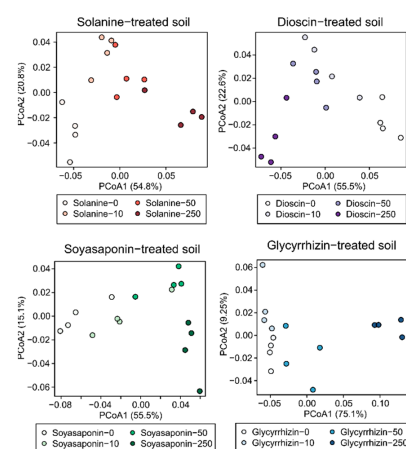 Solanine-treated soil
PCoA2 (20.8%)
0.04
0.02
0.00
−0.02
−0.04
−0.05
0.00
0.05
PCoA1 (54.8%)
Solanine−0
Solanine−50
Solanine−10
Solanine−250
Dioscin-treated soil
PCoA2 (22.6%)
0.04
0.02
0.00
−0.02
−0.04
−0.05
0.00
0.05
PCoA1 (55.5%)
Dioscin−0
Dioscin−50
Dioscin−10
Dioscin−250
Soyasaponin-treated soil
PCoA2 (15.1%)
0.04
0.02
0.00
−0.02
−0.04
−0.06
−0.08
−0.04
0.00
0.04
PCoA1 (55.5%)
Soyasaponin−0
Soyasaponin−50
Soyasaponin−10
Soyasaponin−250
Glycyrrhizin-treated soil
PCoA2 (9.25%)
0.06
0.04
0.02
0.00
−0.02
−0.04
−0.05
0.00
0.05
0.10
PCoA1 (75.1%)
Glycyrrhizin−0
Glycyrrhizin−50
Glycyrrhizin−10
Glycyrrhizin−250